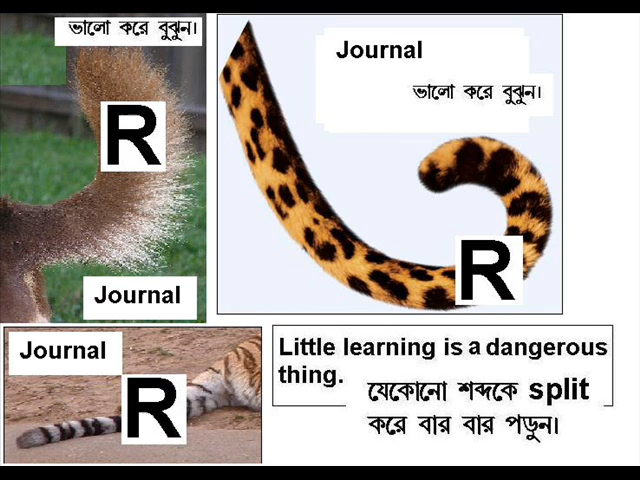 ভালো করে বুঝুন।
R
Journal
Journal
ভালো করে বুঝুন।
R
Journal
R
Little learning is a dangerous
thing.
যেকোনো শব্দকে split
করে বার বার পড়ুন।